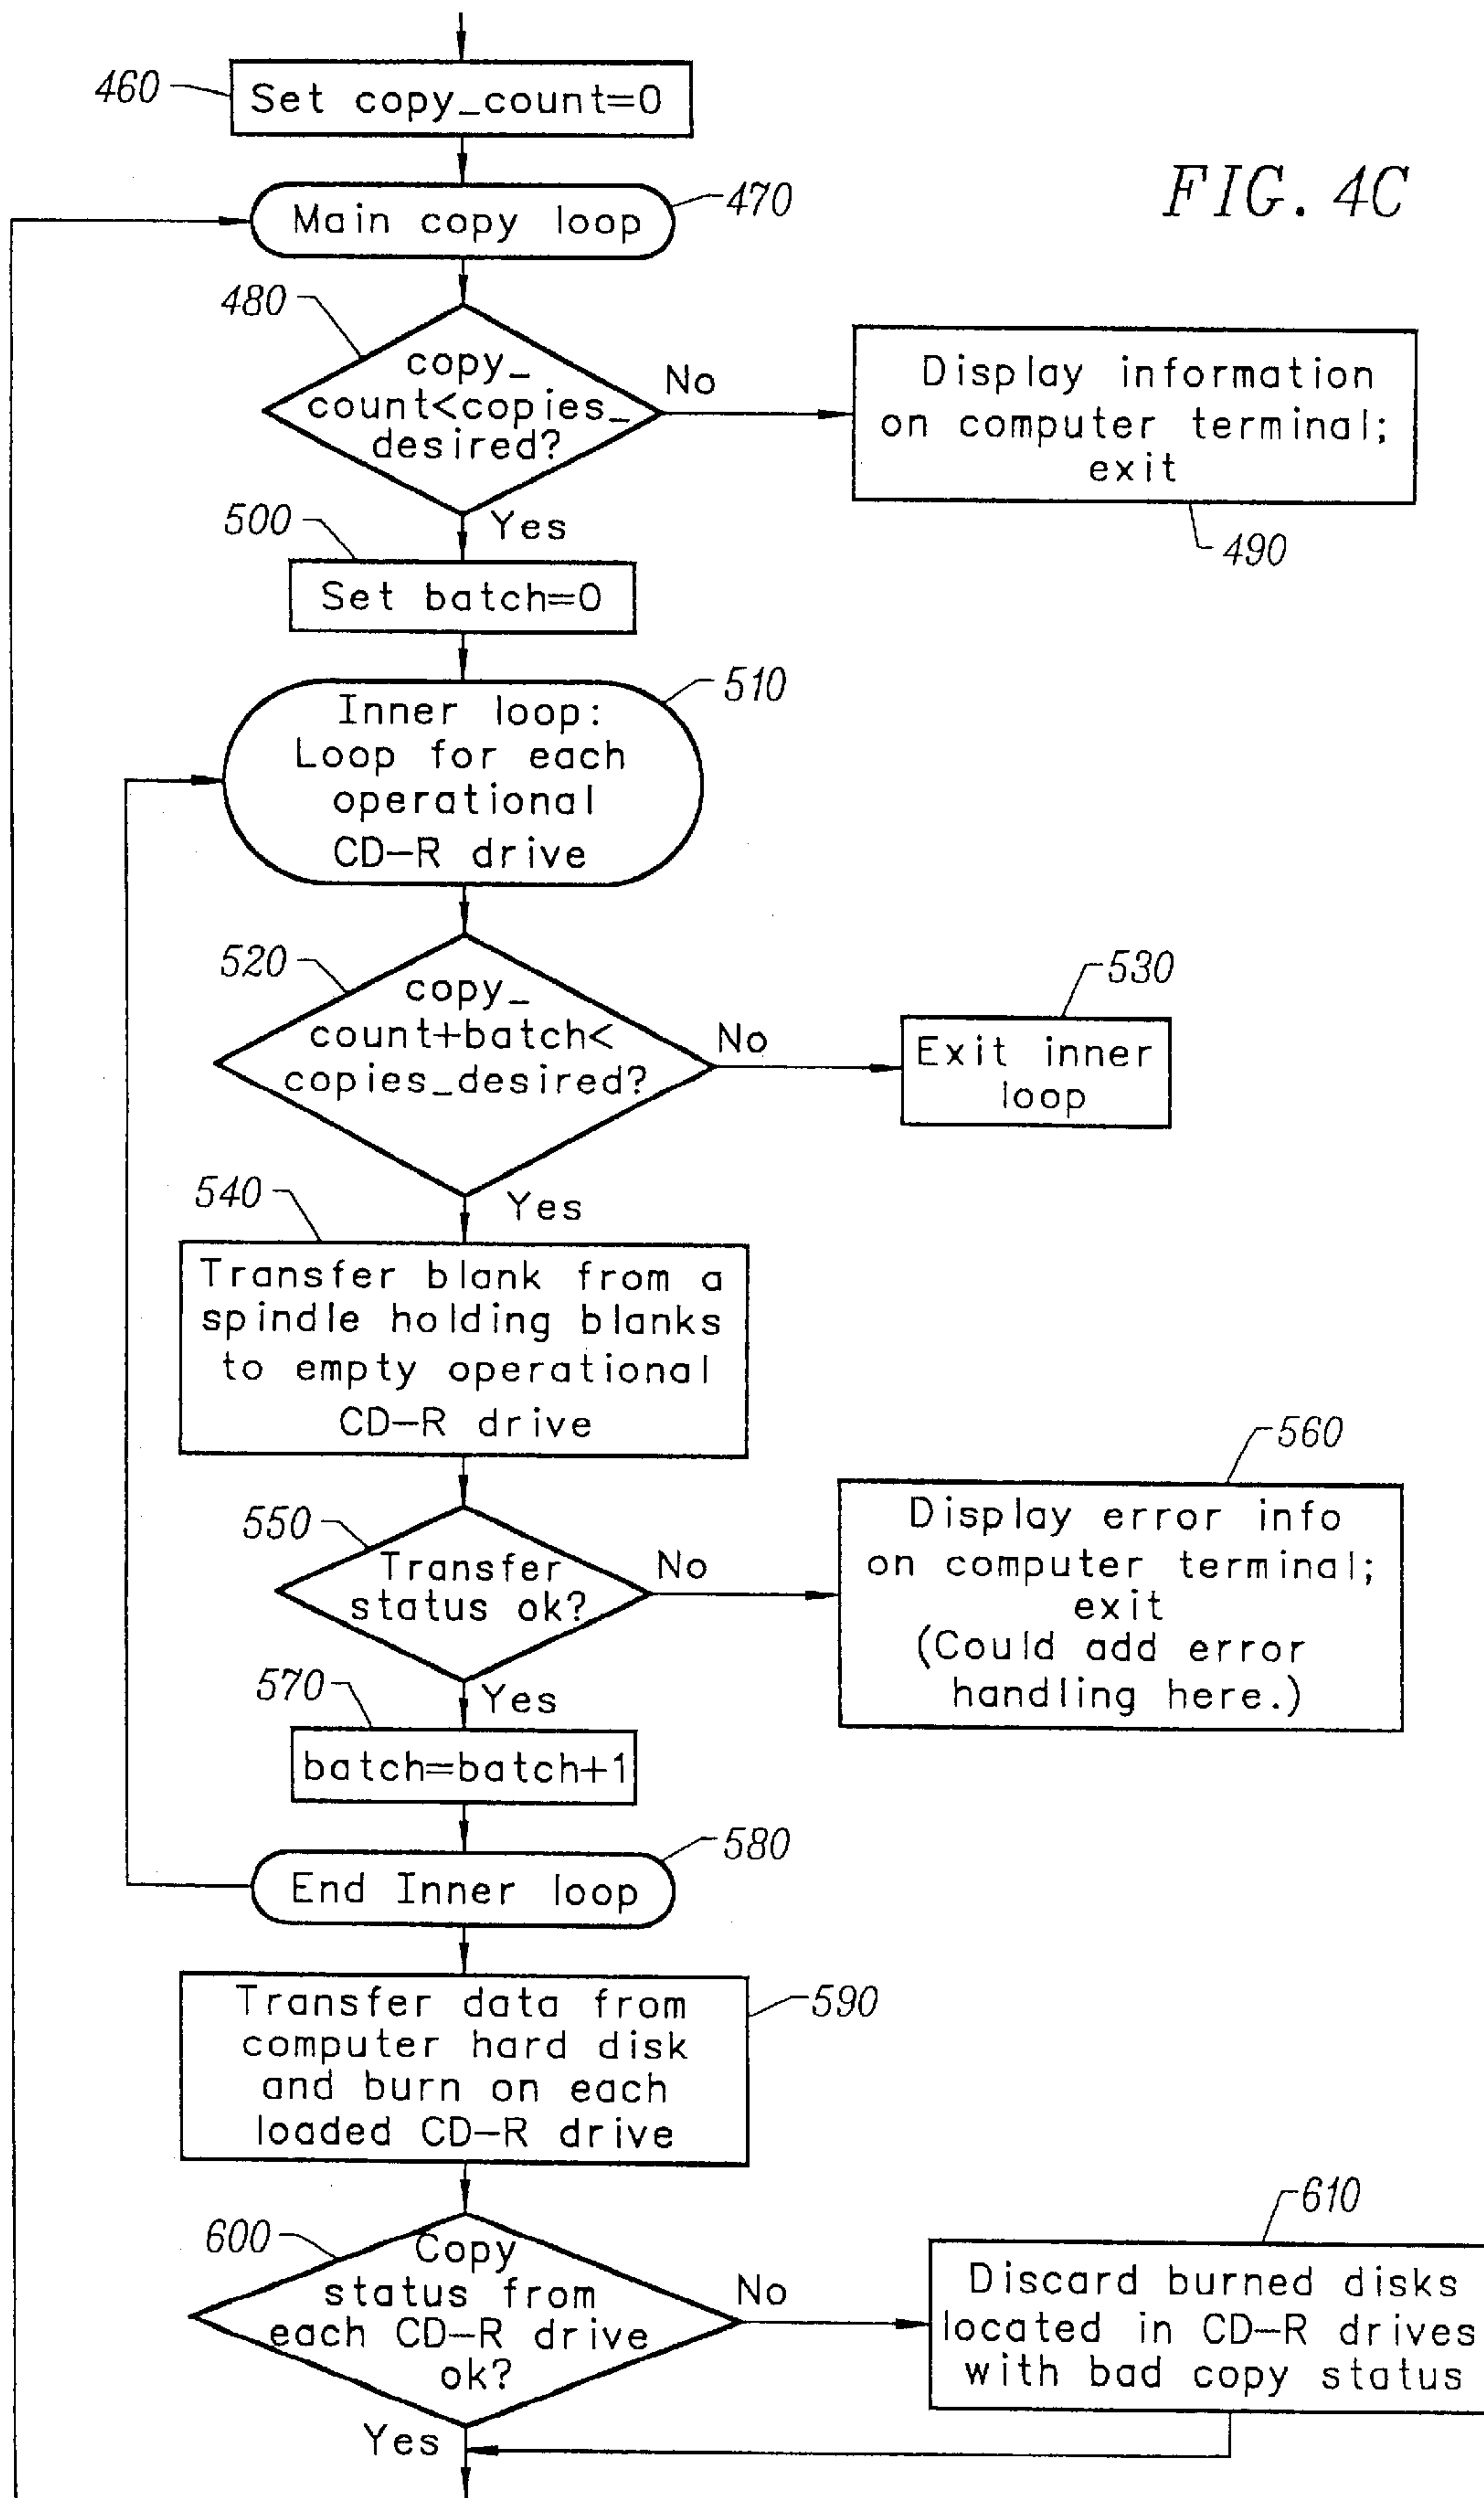 460
Set copy_count=0
FIG. 4C
Main copy loop
470
480
copy_
count<copies_
desired?
No
Display information
on computer terminal;
exit
490
Yes
500
Set batch=0
510
Inner loop:
Loop for each
operational
CD-R drive
520
copy_
count+batch<
copies_desired?
No
530
Exit inner
loop
Yes
540
Transfer blank from a
spindle holding blanks
to empty operational
CD-R drive
550
Transfer
status ok?
No
560
Display error info
on computer terminal;
exit
(Could add error
handling here.)
Yes
570
batch=batch+1
580
End Inner loop
590
Transfer data from
computer hard disk
and burn on each
loaded CD-R drive
600
Copy
status from
each CD-R drive
ok?
No
610
Discard burned disks
located in CD-R drives
with bad copy status
Yes